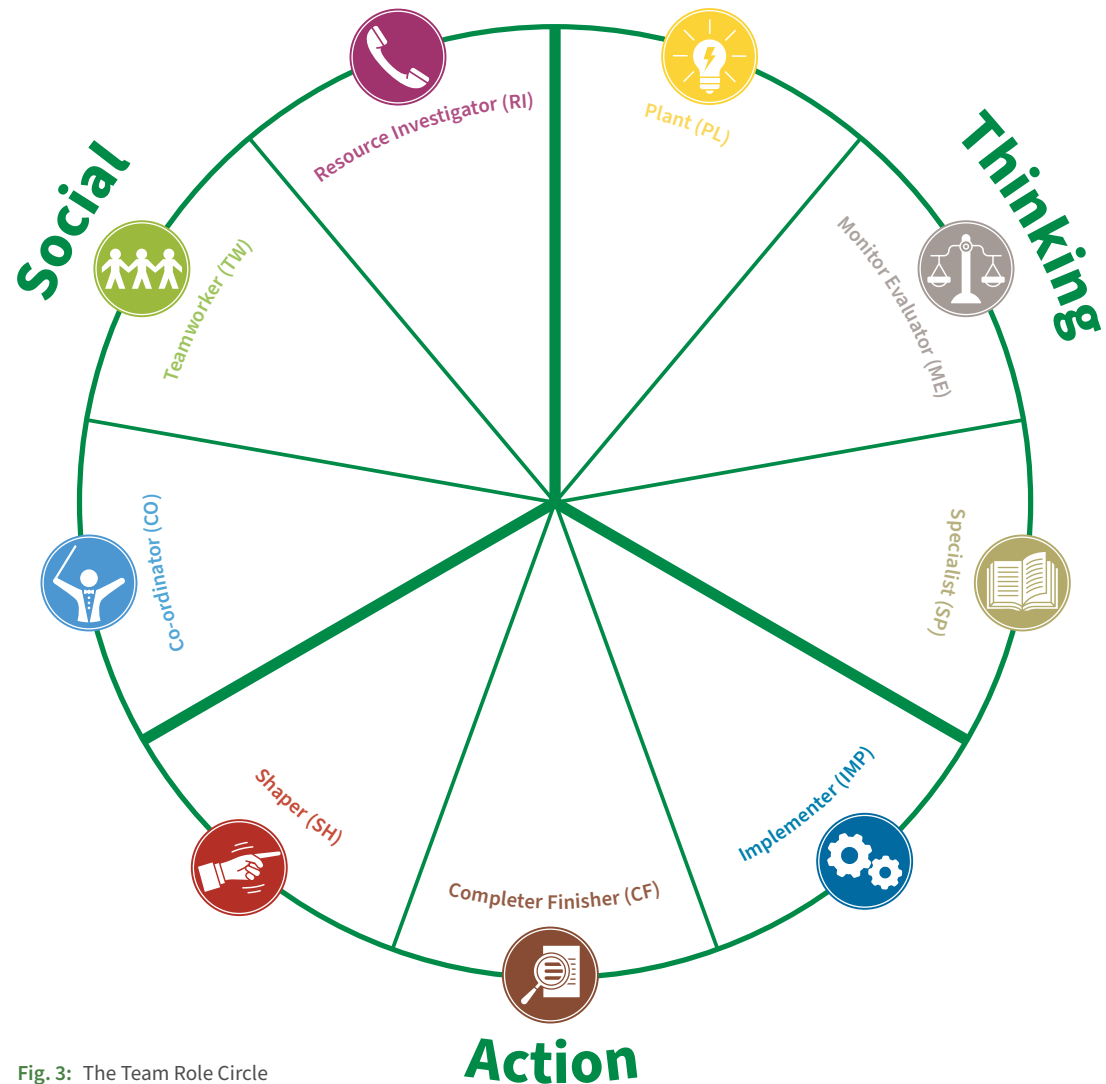 Resource Investigator (RI)
Plant (PL)
Social
Thinking
Teamworker (TW)
Monitor Evaluator (ME)
Co-ordinator (CO)
Specialist (SP)
Shaper (SH)
Implementer (IMP)
Completer Finisher (CF)
Action
Fig. 3: The Team Role Circle